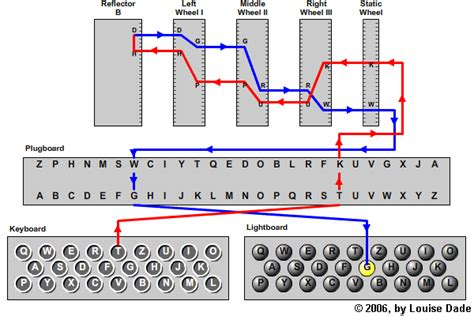 Reflector B
Left Wheel I
Middle Wheel II
Right Wheel III
Static Wheel
D D
G G
H H
K K
P P
R R
U U
W W
Plugboard
Z P H N M S W C I Y T Q E D O B L R F K U V G X J A
A B C D E F G H I J K L M N O P Q R S T U V W X Y Z
Keyboard
Q W E R T Z U I O
A S D F G H J K
P Y X C V B N M L
Lightboard
Q W E R T Z U I O
A S D F G H J K
P Y X C V B N M L
© 2006, by Louise Dade